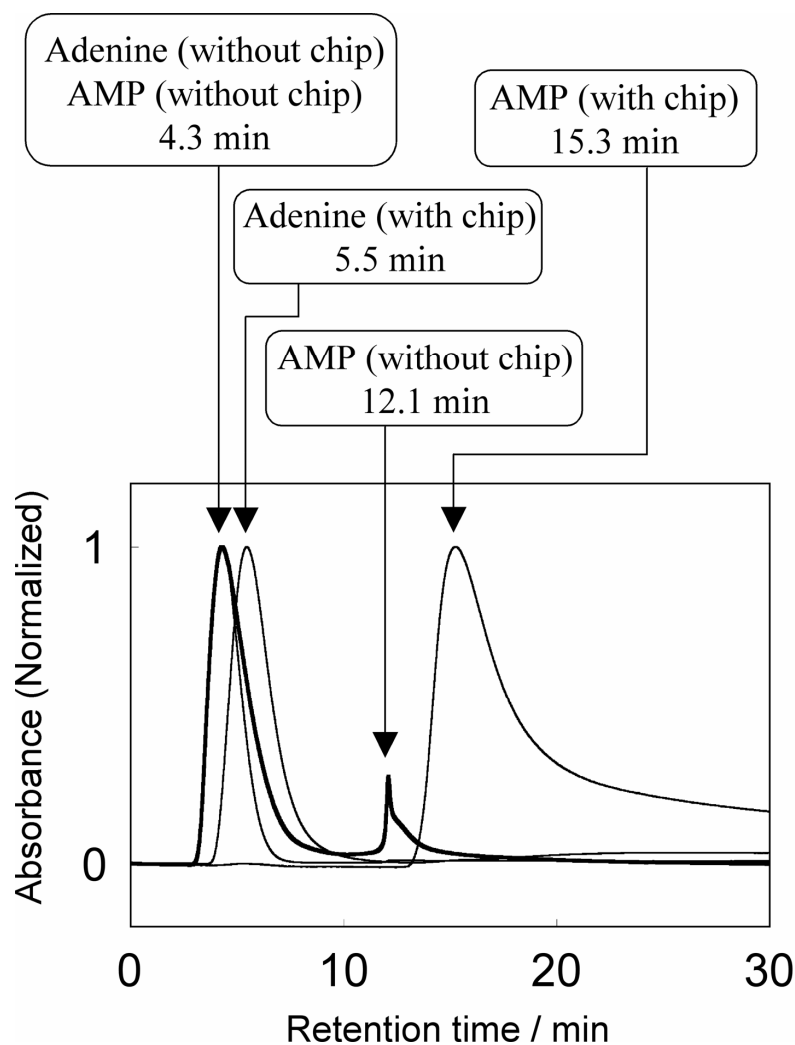 Adenine (without chip)
AMP (without chip)
4.3 min
AMP (with chip)
15.3 min
Adenine (with chip)
5.5 min
AMP (without chip)
12.1 min
Absorbance (Normalized)
1
0
0 10 20 30
Retention time / min